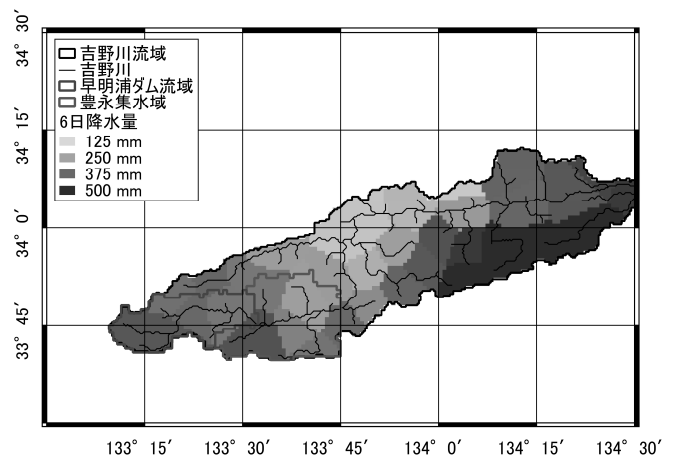 34° 30′
34° 15′
34° 0′
33° 45′
吉野川流域
吉野川
早明浦ダム流域
豊永集水域
6日降水量
125 mm
250 mm
375 mm
500 mm
133° 15′ 133° 30′ 133° 45′ 134° 0′ 134° 15′ 134° 30′